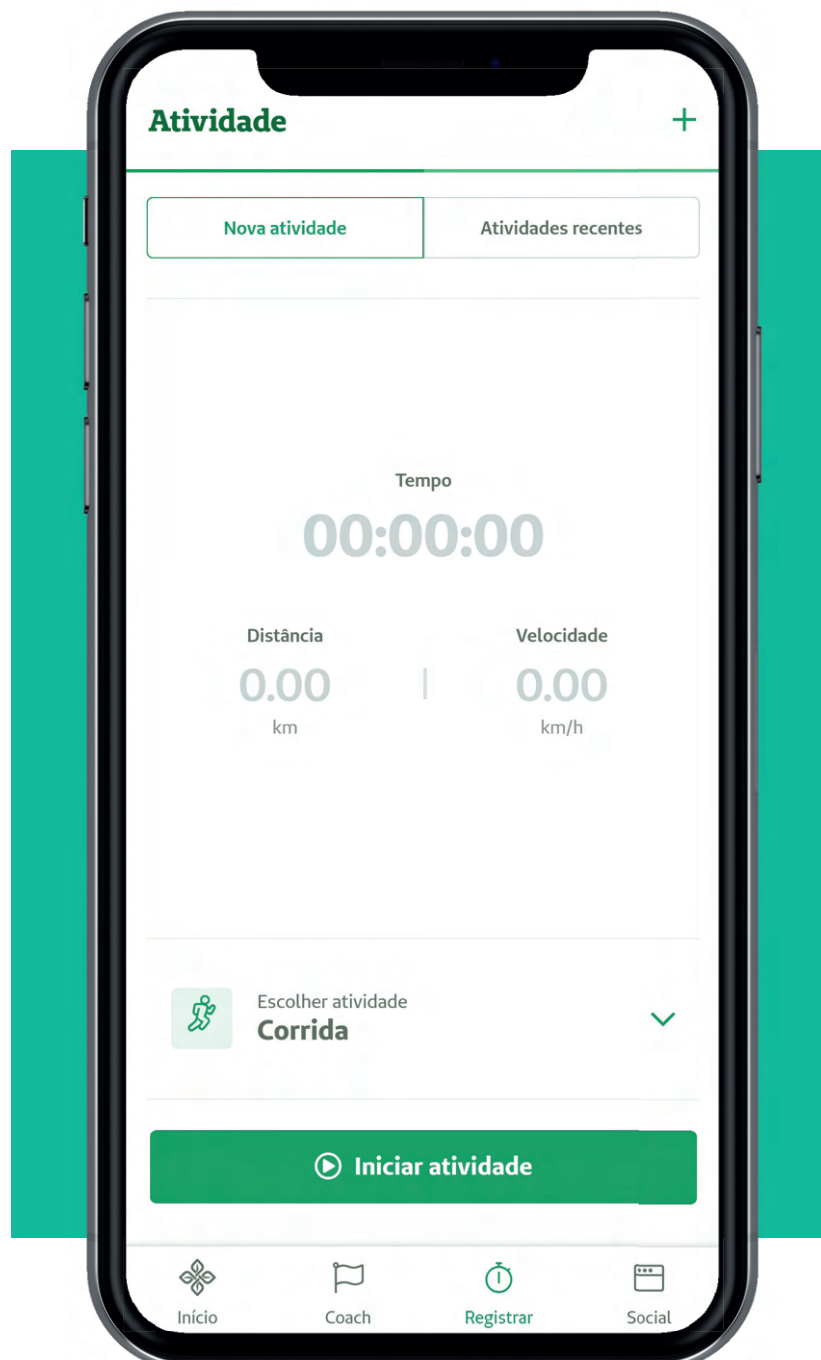 Atividade
+
Nova atividade
Atividades recentes
Tempo
00:00:00
Distância
Velocidade
0.00
0.00
km
km/h
Escolher atividade
Corrida
Iniciar atividade
Início
Coach
Registrar
Social